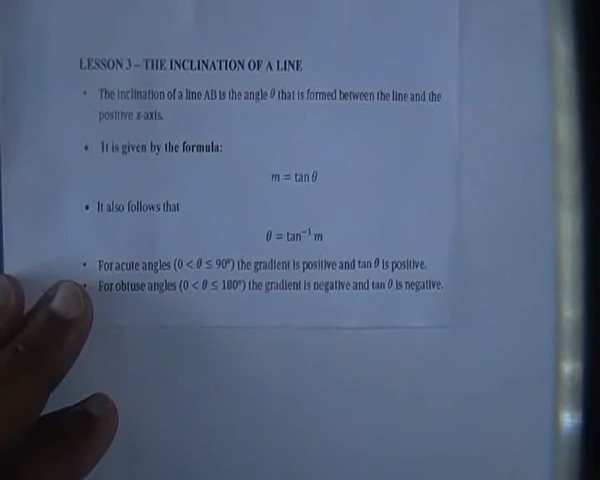 LESSON 3 – THE INCLINATION OF A LINE
• The inclination of a line AB is the angle θ that is formed between the line and the
positive x-axis.
• It is given by the formula:
m = tan θ
• It also follows that
θ = tan⁻¹ m
• For acute angles (0 < θ ≤ 90°) the gradient is positive and tan θ is positive.
• For obtuse angles (0 < θ ≤ 180°) the gradient is negative and tan θ is negative.